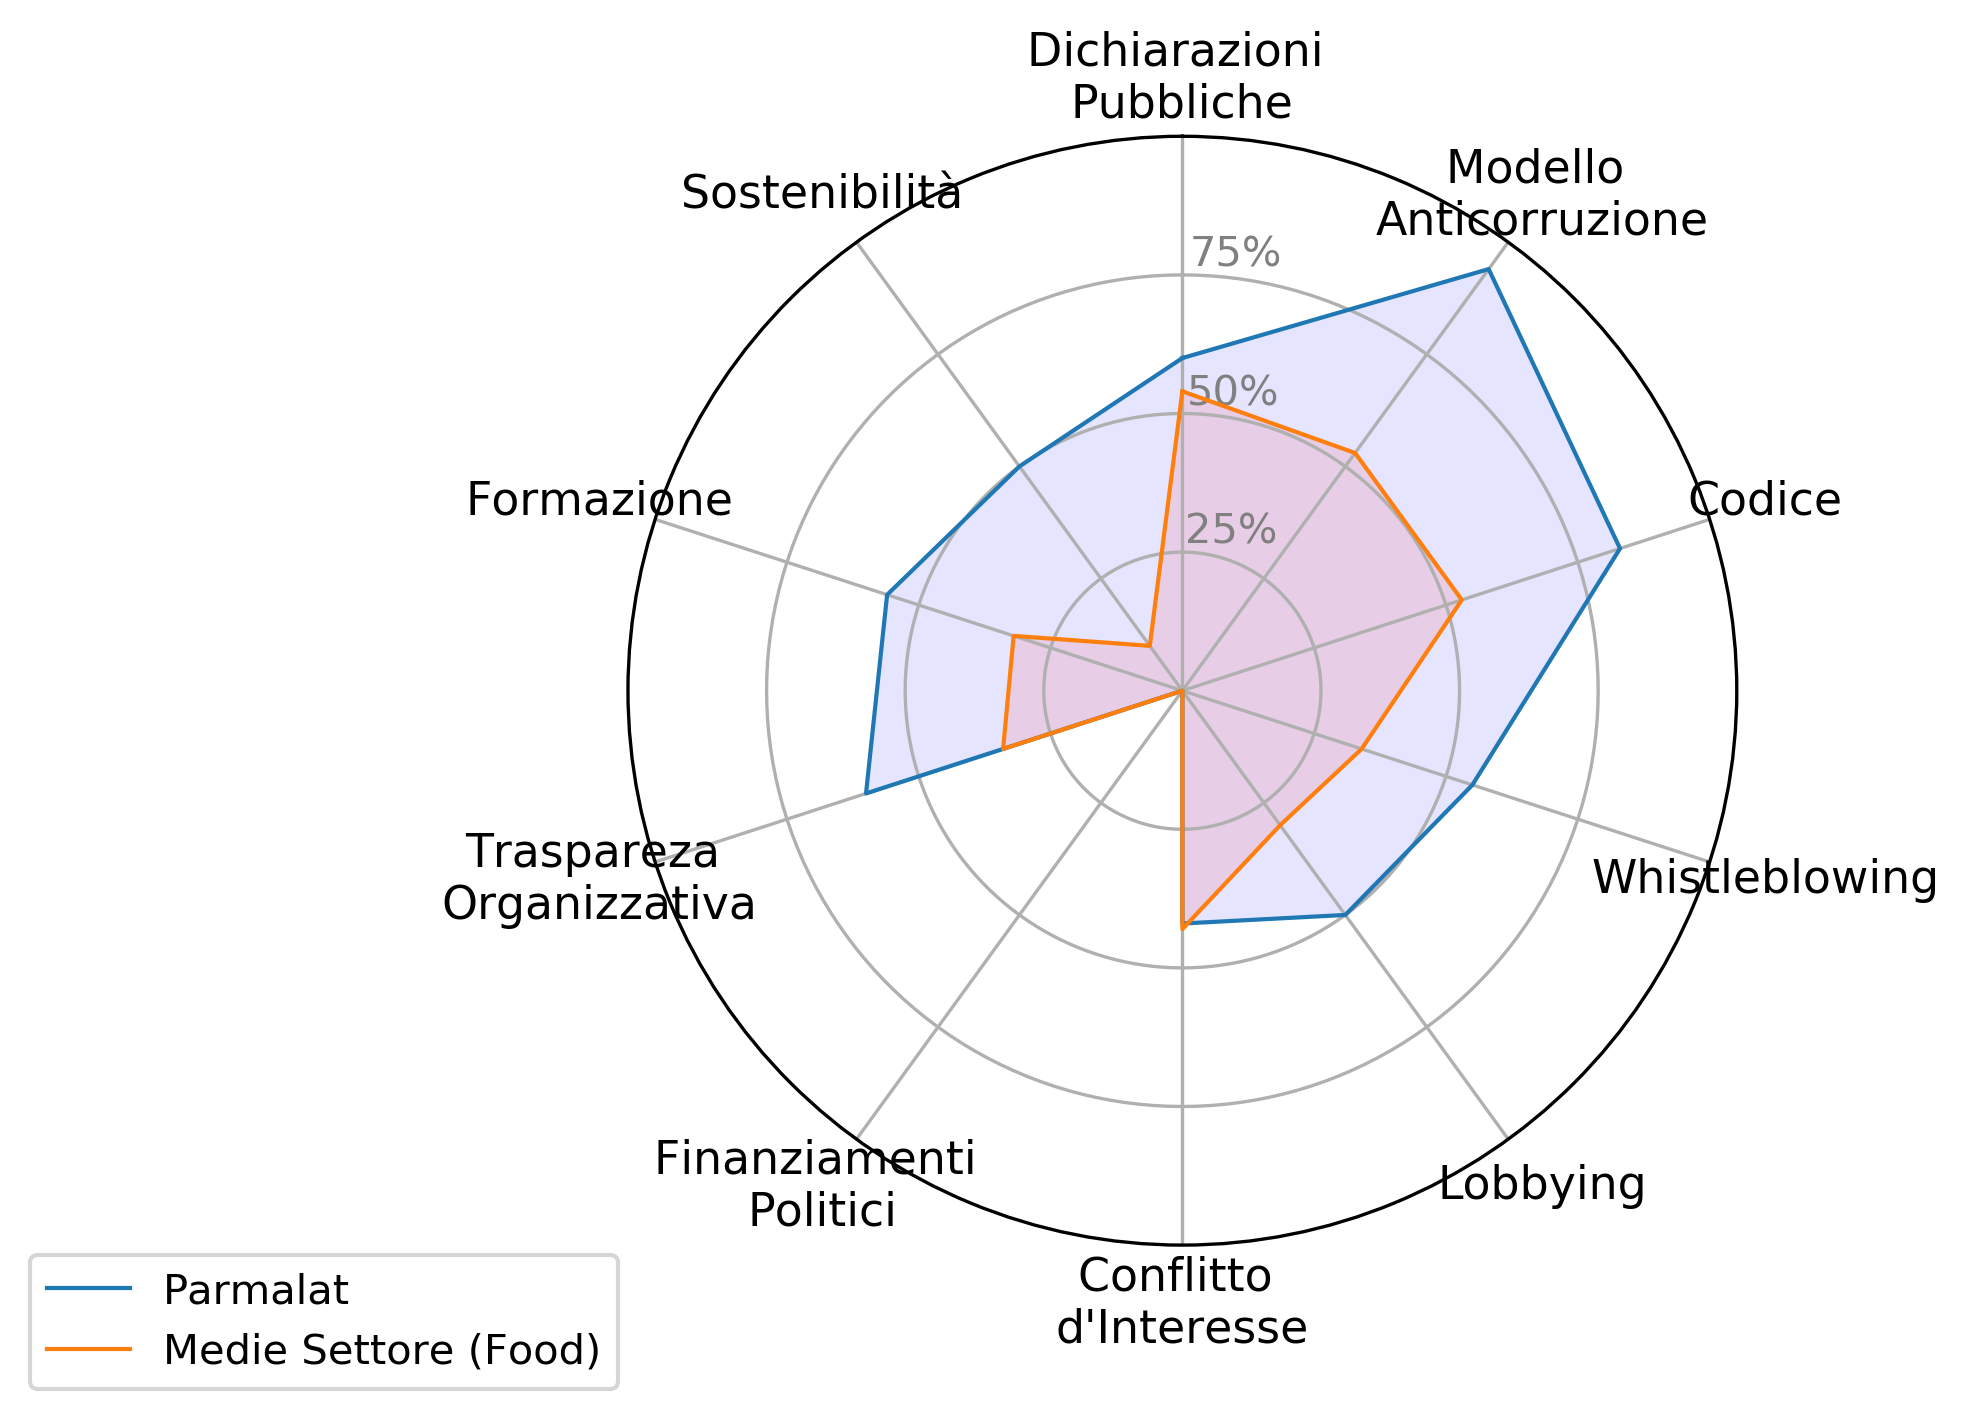 Dichiarazioni
Pubbliche
Modello
Anticorruzione
Sostenibilità
75%
50%
Formazione
Codice
25%
Traspareza
Organizzativa
Whistleblowing
Finanziamenti
Politici
Lobbying
Conflitto
d'Interesse
Parmalat
Medie Settore (Food)